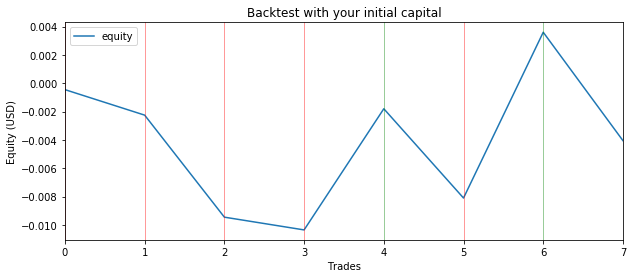 Backtest with your initial capital
equity
0.004
0.002
0.000
−0.002
−0.004
−0.006
−0.008
−0.010
Equity (USD)
0 1 2 3 4 5 6 7
Trades